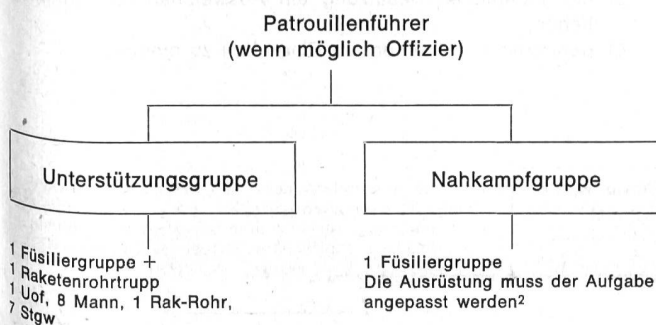 Patrouillenführer
(wenn möglich Offizier)
Unterstützungsgruppe
Nahkampfgruppe
1 Füsiliergruppe +
1 Raketenrohrtrupp
1 Uof, 8 Mann, 1 Rak-Rohr,
7 Stgw
1 Füsiliergruppe
Die Ausrüstung muss der Aufgabe
angepasst werden²